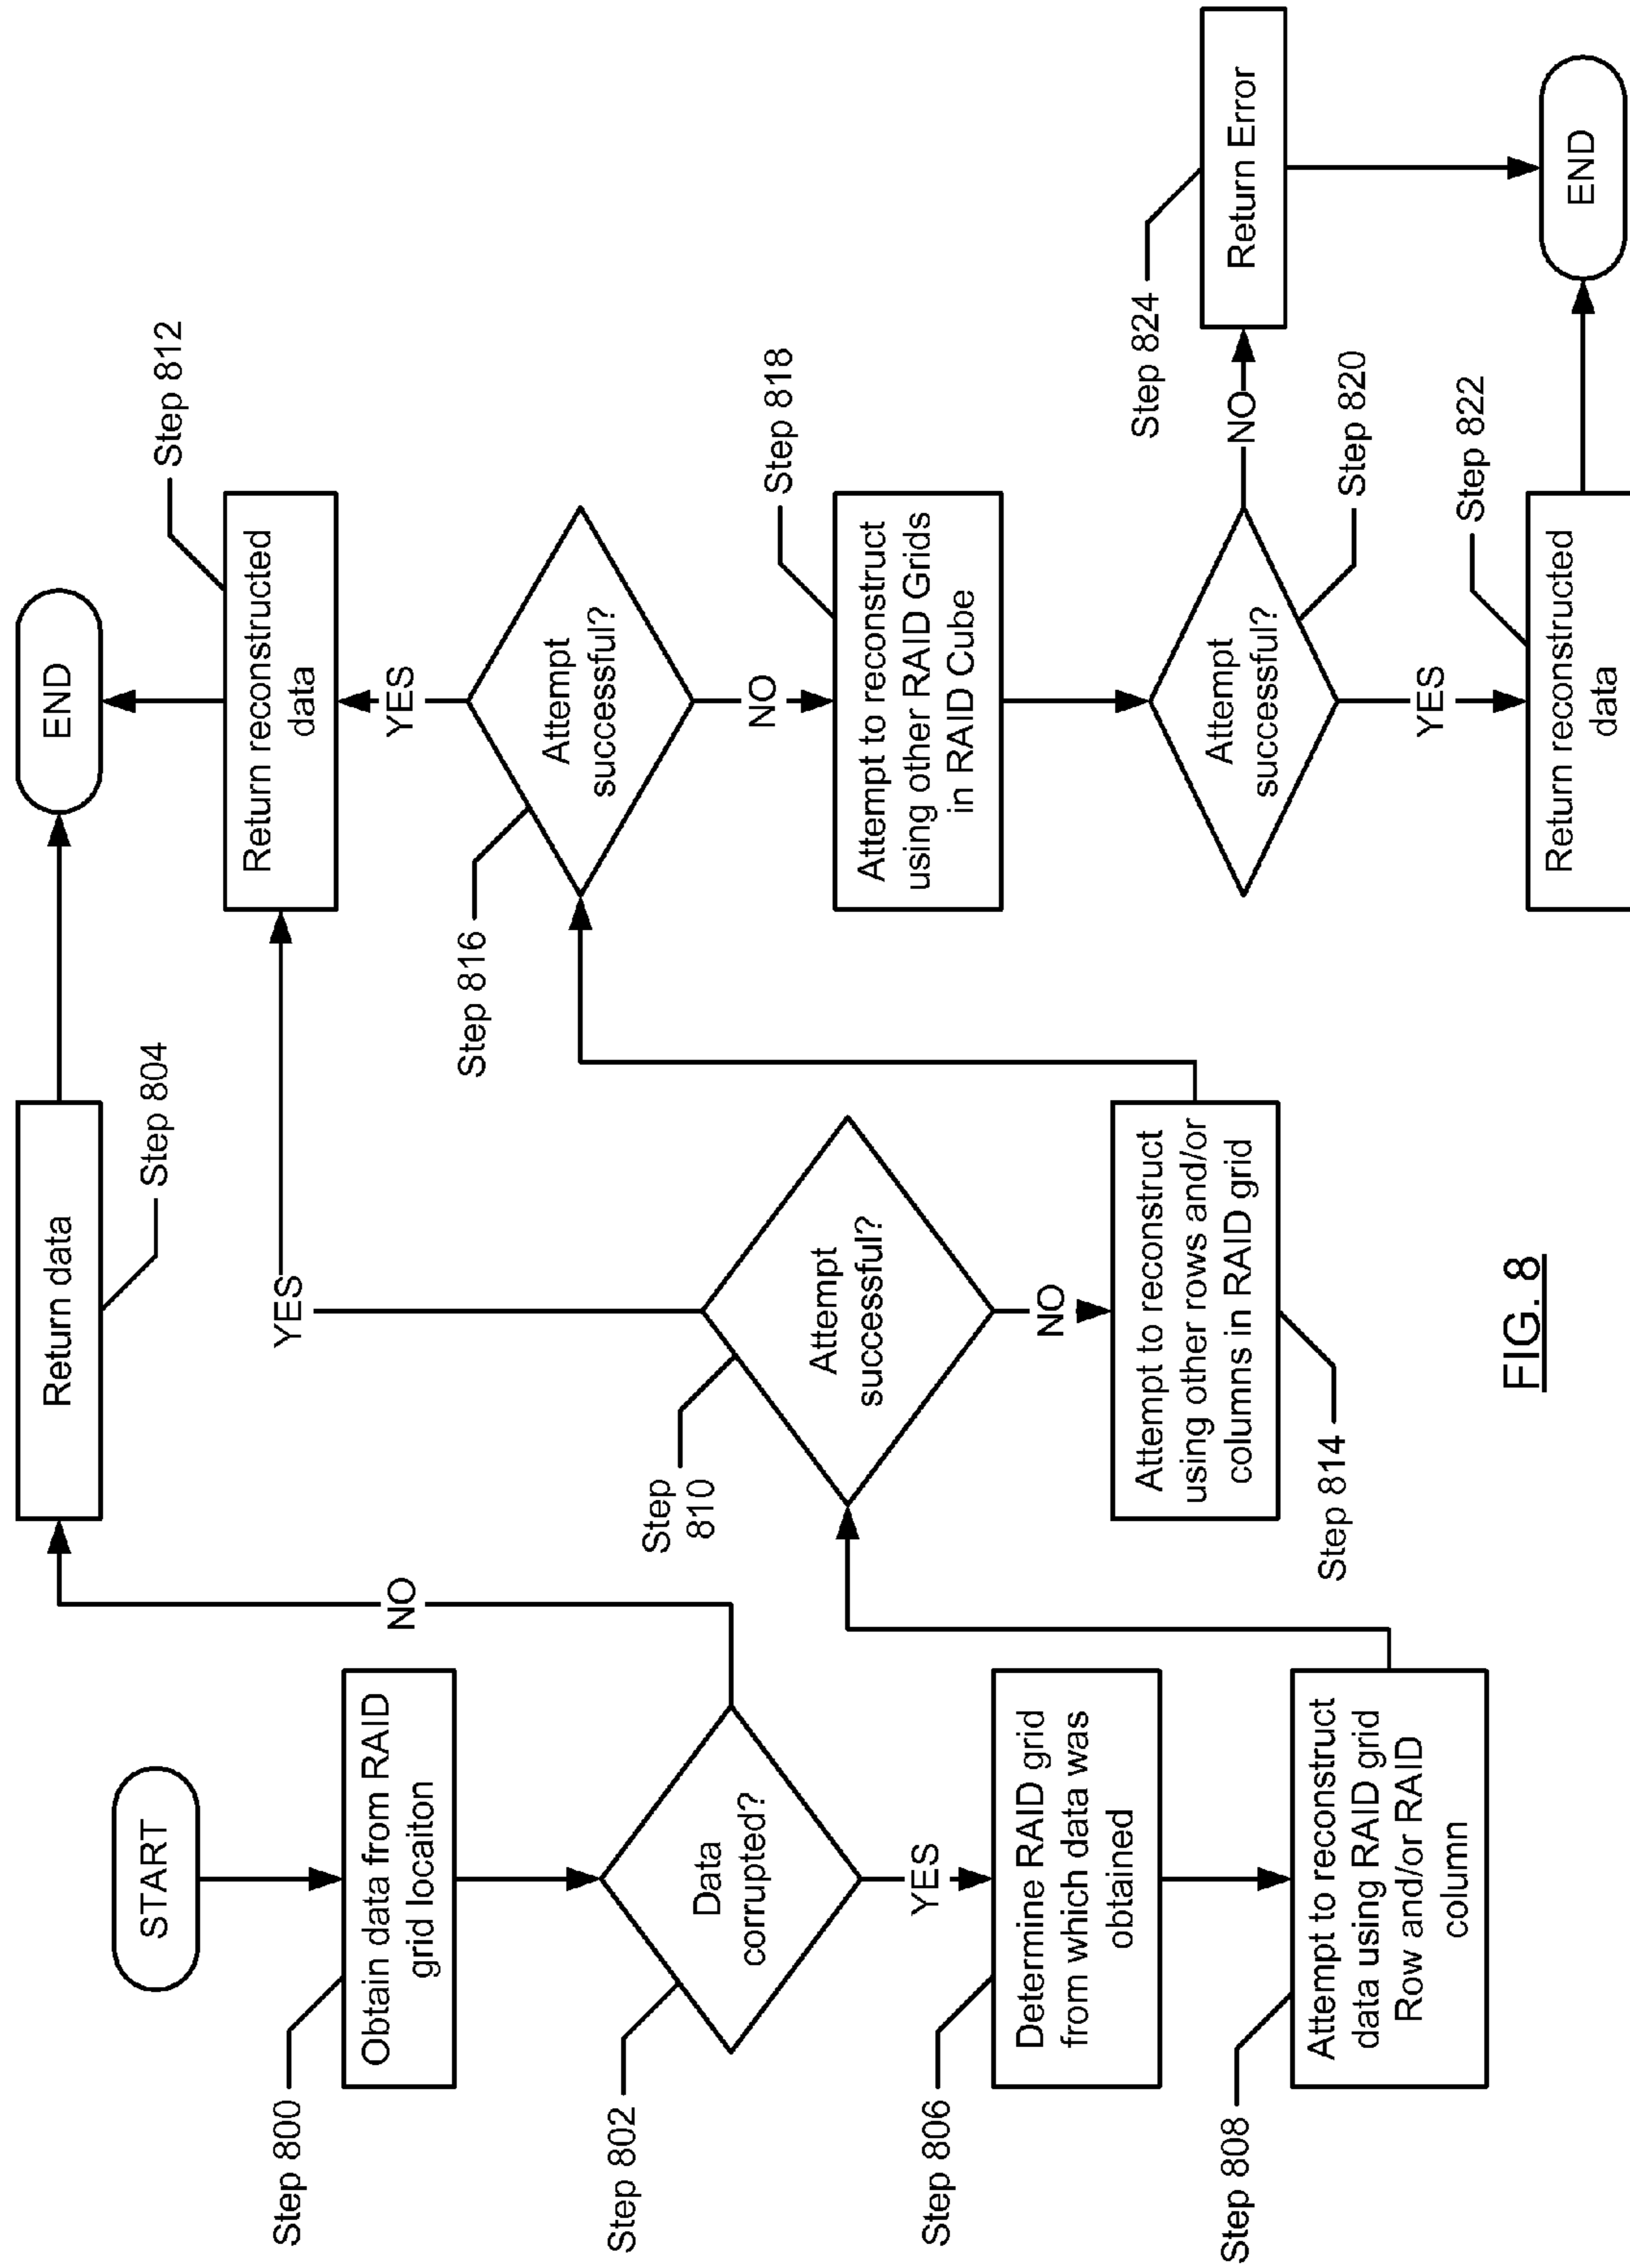 START
Step 800
Obtain data from RAID
grid locaiton
Step 802
Data
corrupted?
NO
YES
Step 806
Determine RAID grid
from which data was
obtained
Step 808
Attempt to reconstruct
data using RAID grid
Row and/or RAID
column
Return data
Step 804
YES
Step
810
Attempt
successful?
NO
Attempt to reconstruct
using other rows and/or
columns in RAID grid
Step 814
END
Step 812
Return reconstructed
data
YES
Step 816
Attempt
successful?
NO
Step 818
Attempt to reconstruct
using other RAID Grids
in RAID Cube
Attempt
successful?
Step 820
NO
Step 824
Return Error
YES
Step 822
Return reconstructed
data
END
FIG. 8